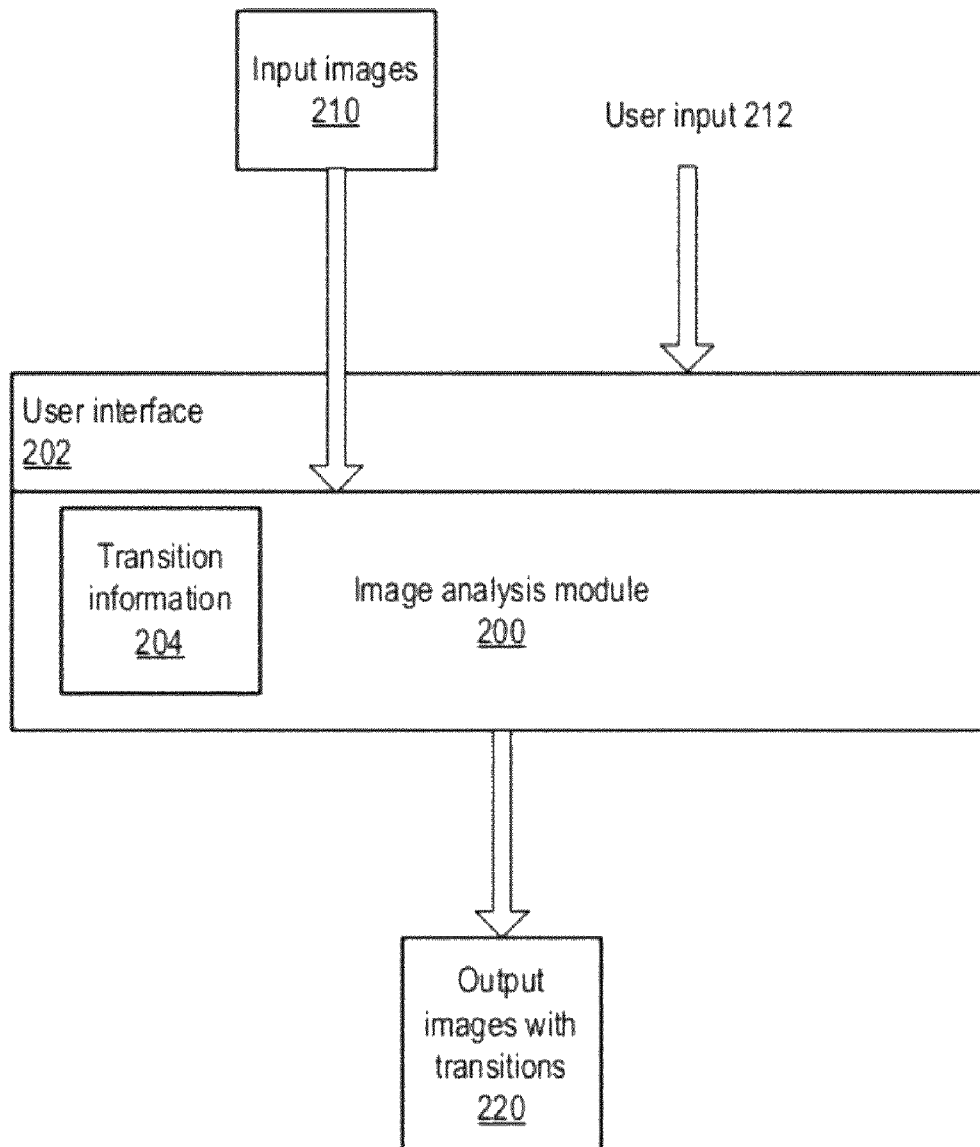 Input images
210
User input 212
User interface
202
Transition
information
204
Image analysis module
200
Output
images with
transitions
220